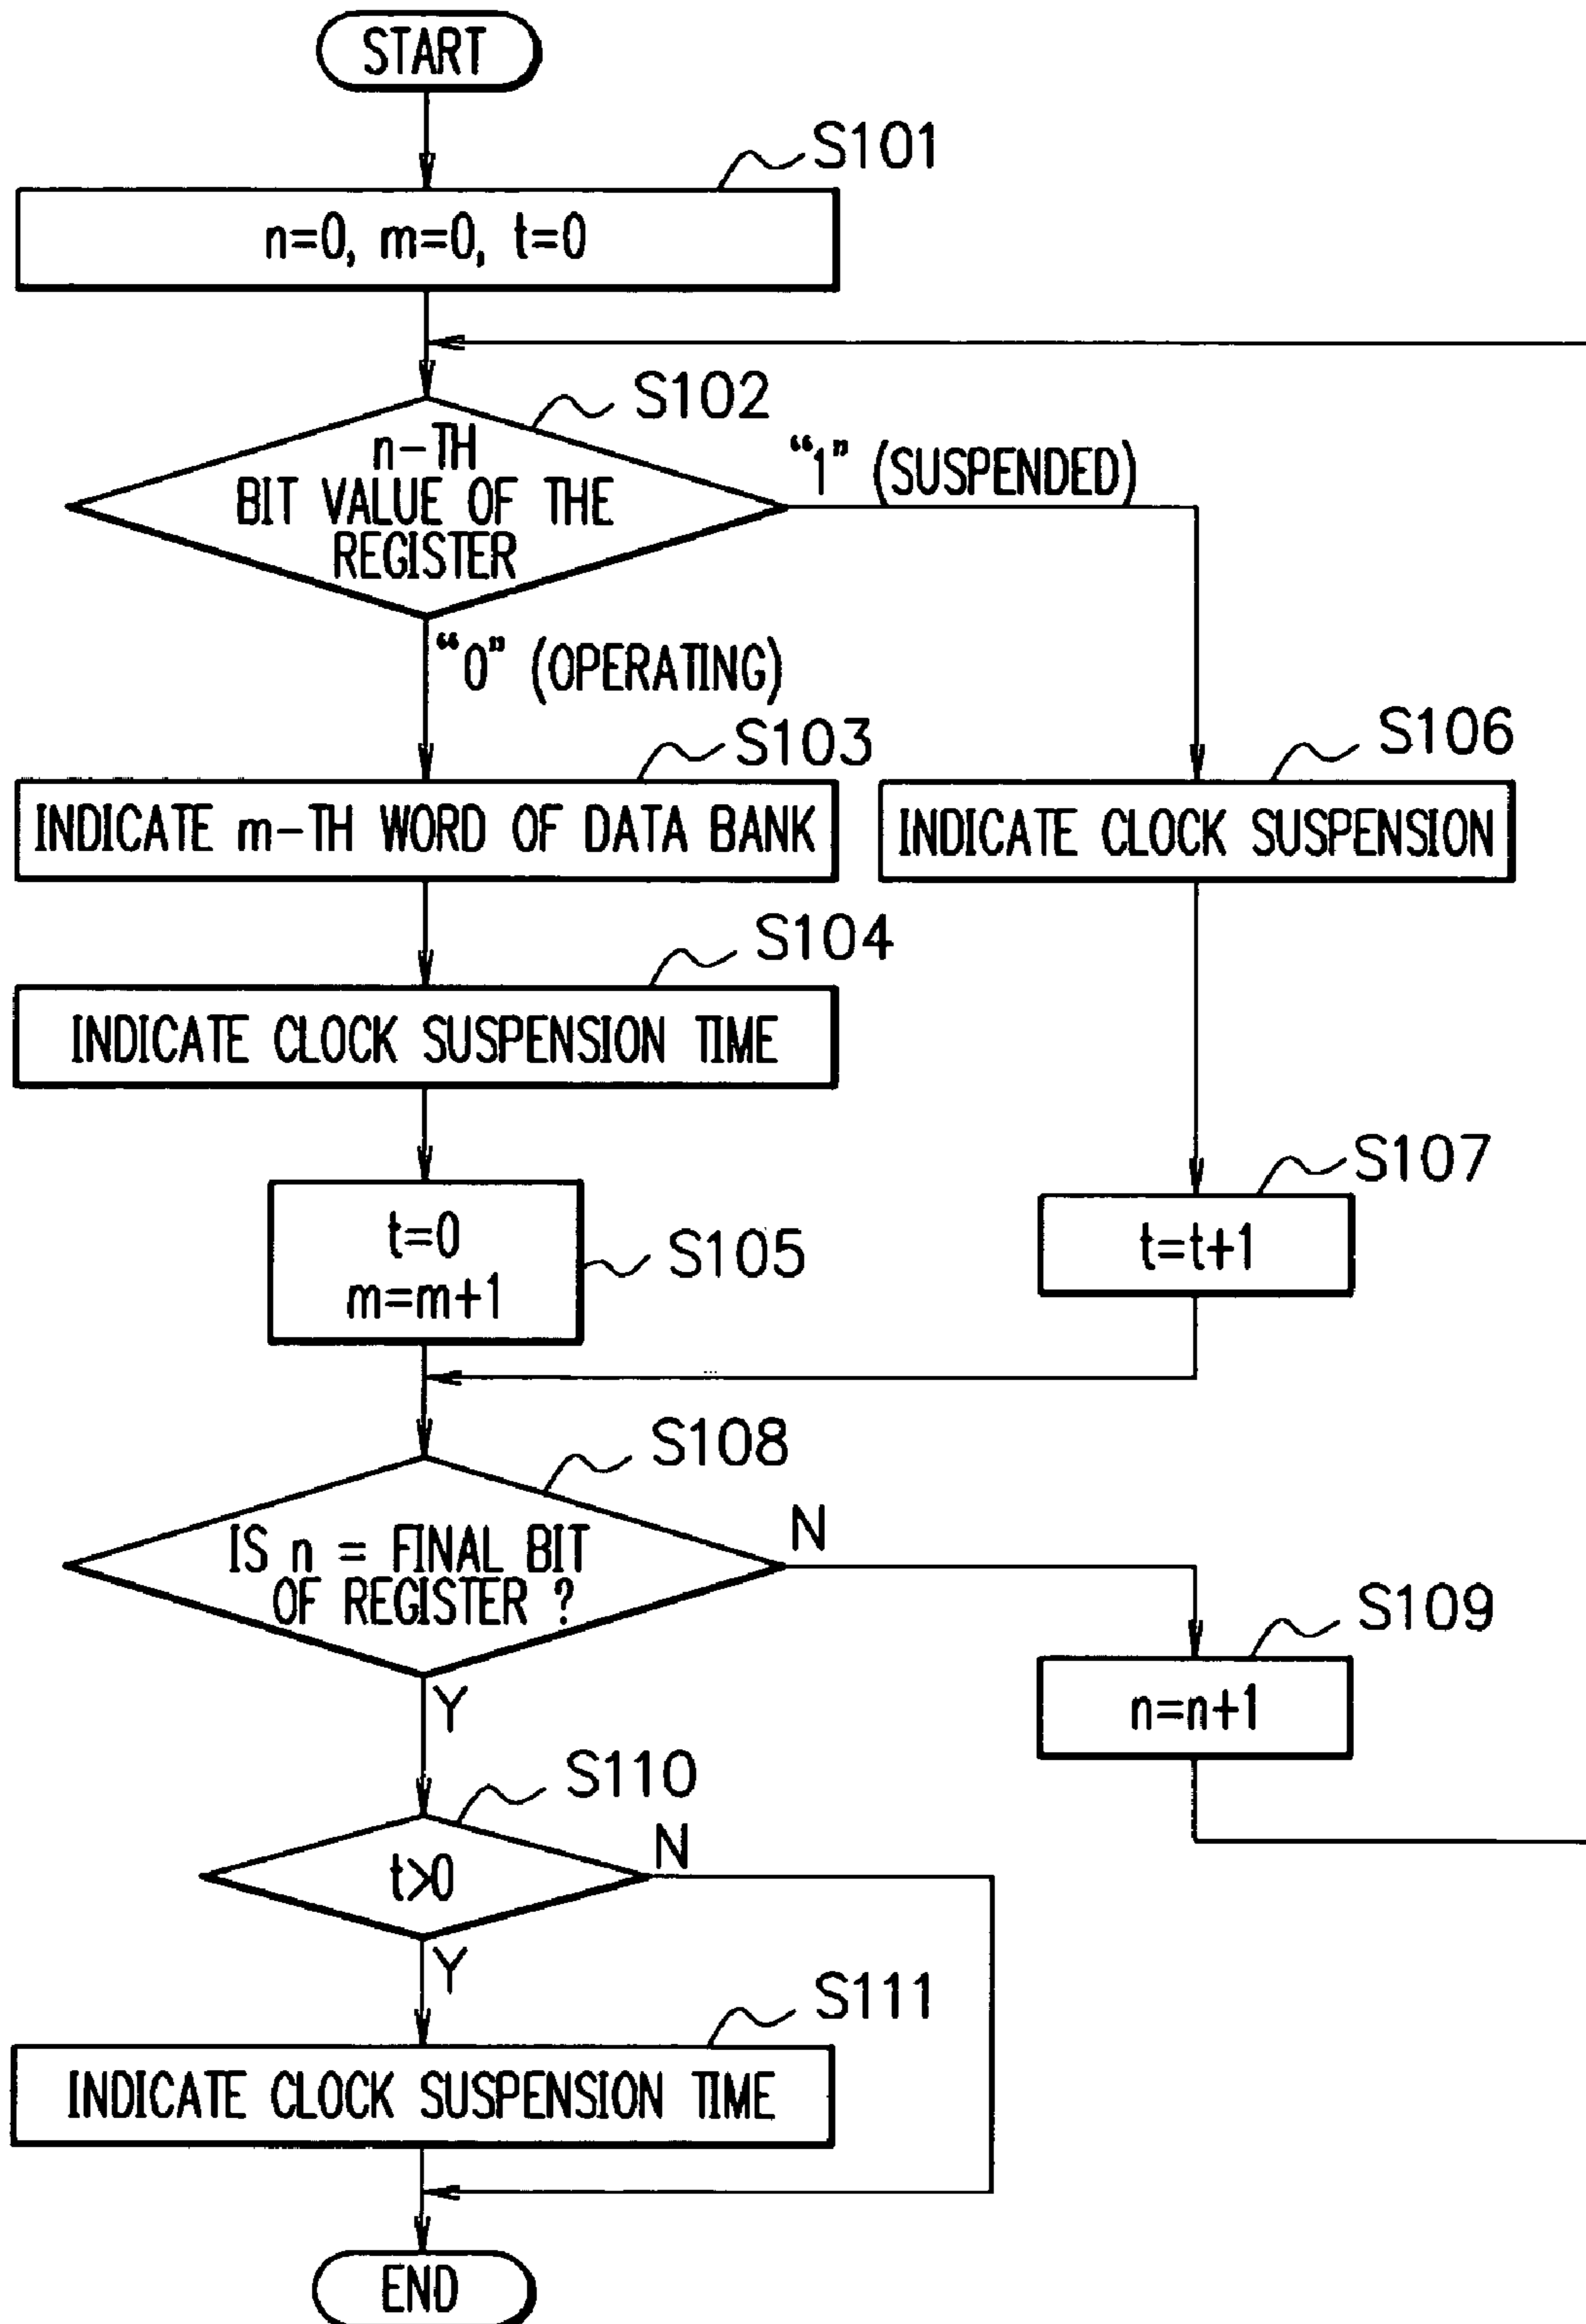 START
S101
n=0, m=0, t=0
S102
n-TH
BIT VALUE OF THE
REGISTER
“1” (SUSPENDED)
“0” (OPERATING)
S103
INDICATE m-TH WORD OF DATA BANK
S106
INDICATE CLOCK SUSPENSION
S104
INDICATE CLOCK SUSPENSION TIME
S105
t=0
m=m+1
S107
t=t+1
S108
IS n = FINAL BIT
OF REGISTER ?
N
S109
n=n+1
Y
S110
t>0
N
Y
S111
INDICATE CLOCK SUSPENSION TIME
END